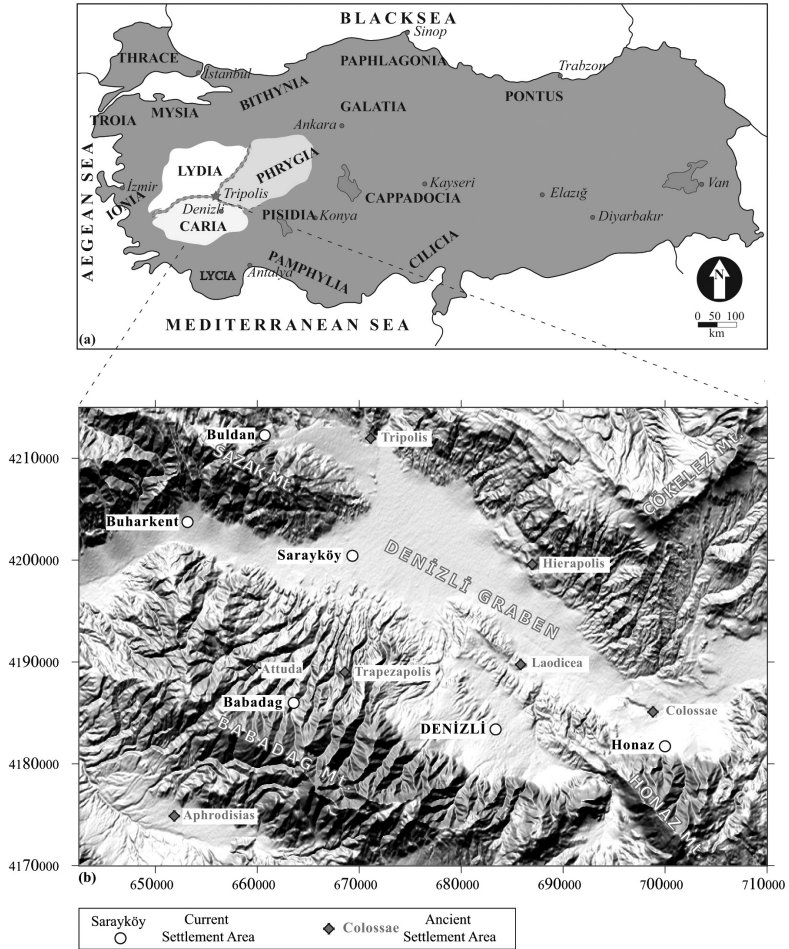 BLACKSEA
Sinop
THRACE
İstanbul
PAPHLAGONIA
Trabzon
BITHYNIA
PONTUS
MYSIA
GALATIA
TROIA
Ankara
AEGEAN SEA
LYDIA
PHRYGIA
İzmir
IONIA
Tripolis
Kayseri
CAPPADOCIA
Elazığ
Van
Denizli
PISIDIA
Konya
Diyarbakır
CARIA
CILICIA
LYCIA
Antalya
PAMPHYLIA
N
0 50 100
km
MEDITERRANEAN SEA
(a)
4210000
4200000
4190000
4180000
4170000
Buldan
Tripolis
SAZAK Mt.
ÇÖKELEZ Mt.
Buharkent
Sarayköy
DENİZLİ GRABEN
Hierapolis
Attuda
Trapezapolis
Laodicea
Babadag
BABADAG Mt.
DENİZLİ
Colossae
Honaz
HONAZ Mt.
Aphrodisias
(b)
650000 660000 670000 680000 690000 700000 710000
Sarayköy
Current
Settlement Area
Colossae
Ancient
Settlement Area